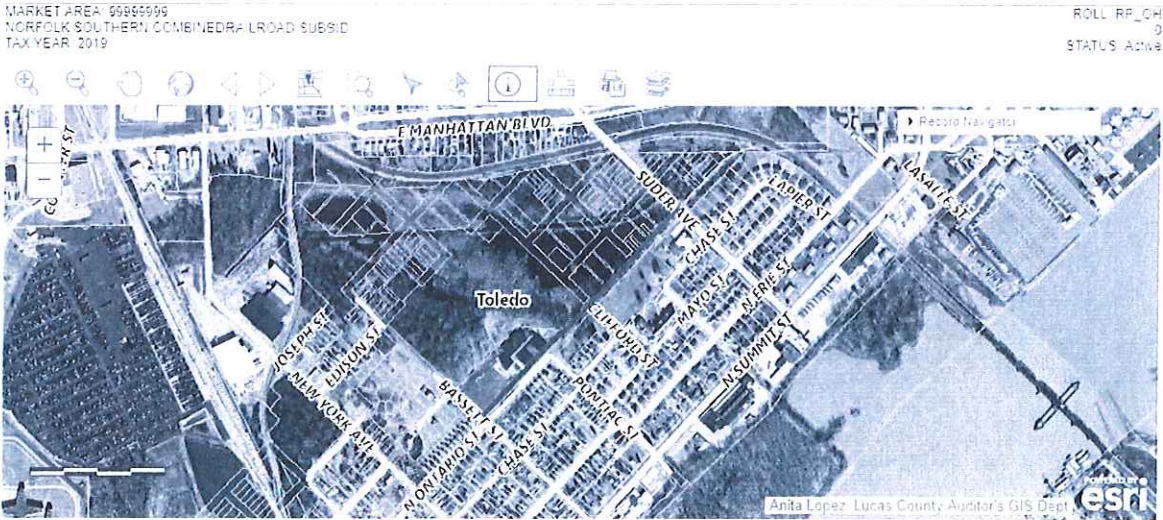 MARKET AREA: 99999999
NORFOLK SOUTHERN COMBINEDRAILROAD SUBSID
TAX YEAR: 2019
ROLL: RP_OH
0
STATUS: Active
E MANHATTAN BLVD
Record Navigator
SUDER AVE
LAPIER ST
LASALLE ST
CHASE ST
Toledo
MAYO ST
N ERIE ST
CLIFFORD ST
N SUMMIT ST
JOSEPH ST
EDISON ST
NEW YORK AVE
BASSETT ST
PONTIAC ST
N ONTARIO ST
CHASE ST
POWERED BY
esri
Anita Lopez, Lucas County Auditor's GIS Dept